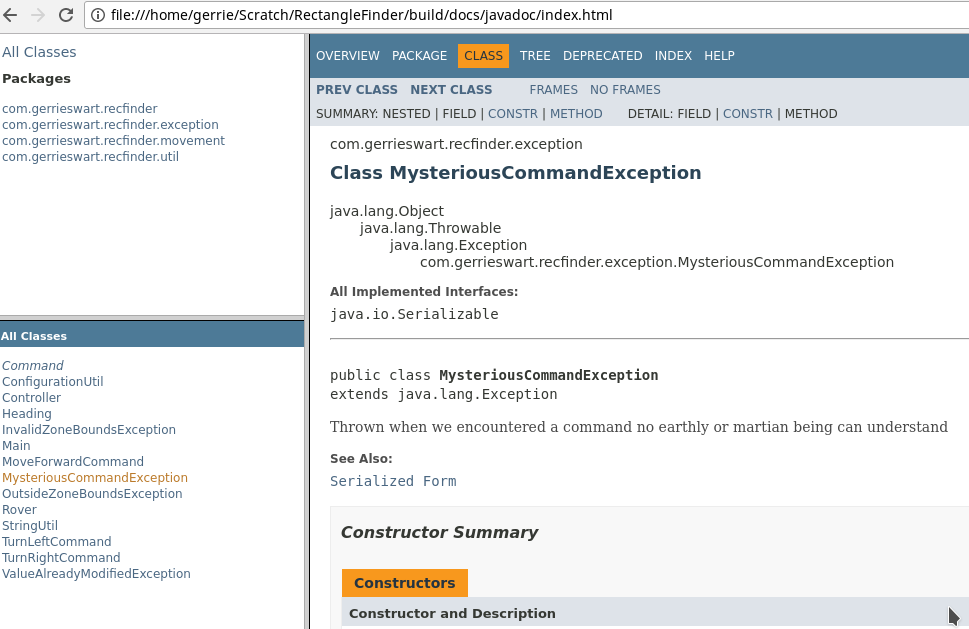 file:///home/gerrie/Scratch/RectangleFinder/build/docs/javadoc/index.html
All Classes
Packages
com.gerrieswart.recfinder
com.gerrieswart.recfinder.exception
com.gerrieswart.recfinder.movement
com.gerrieswart.recfinder.util
All Classes
Command
ConfigurationUtil
Controller
Heading
InvalidZoneBoundsException
Main
MoveForwardCommand
MysteriousCommandException
OutsideZoneBoundsException
Rover
StringUtil
TurnLeftCommand
TurnRightCommand
ValueAlreadyModifiedException
OVERVIEW PACKAGE CLASS TREE DEPRECATED INDEX HELP
PREV CLASS NEXT CLASS FRAMES NO FRAMES
SUMMARY: NESTED | FIELD | CONSTR | METHOD DETAIL: FIELD | CONSTR | METHOD
com.gerrieswart.recfinder.exception
Class MysteriousCommandException
java.lang.Object
java.lang.Throwable
java.lang.Exception
com.gerrieswart.recfinder.exception.MysteriousCommandException
All Implemented Interfaces:
java.io.Serializable
public class MysteriousCommandException
extends java.lang.Exception
Thrown when we encountered a command no earthly or martian being can understand
See Also:
Serialized Form
Constructor Summary
Constructors
Constructor and Description